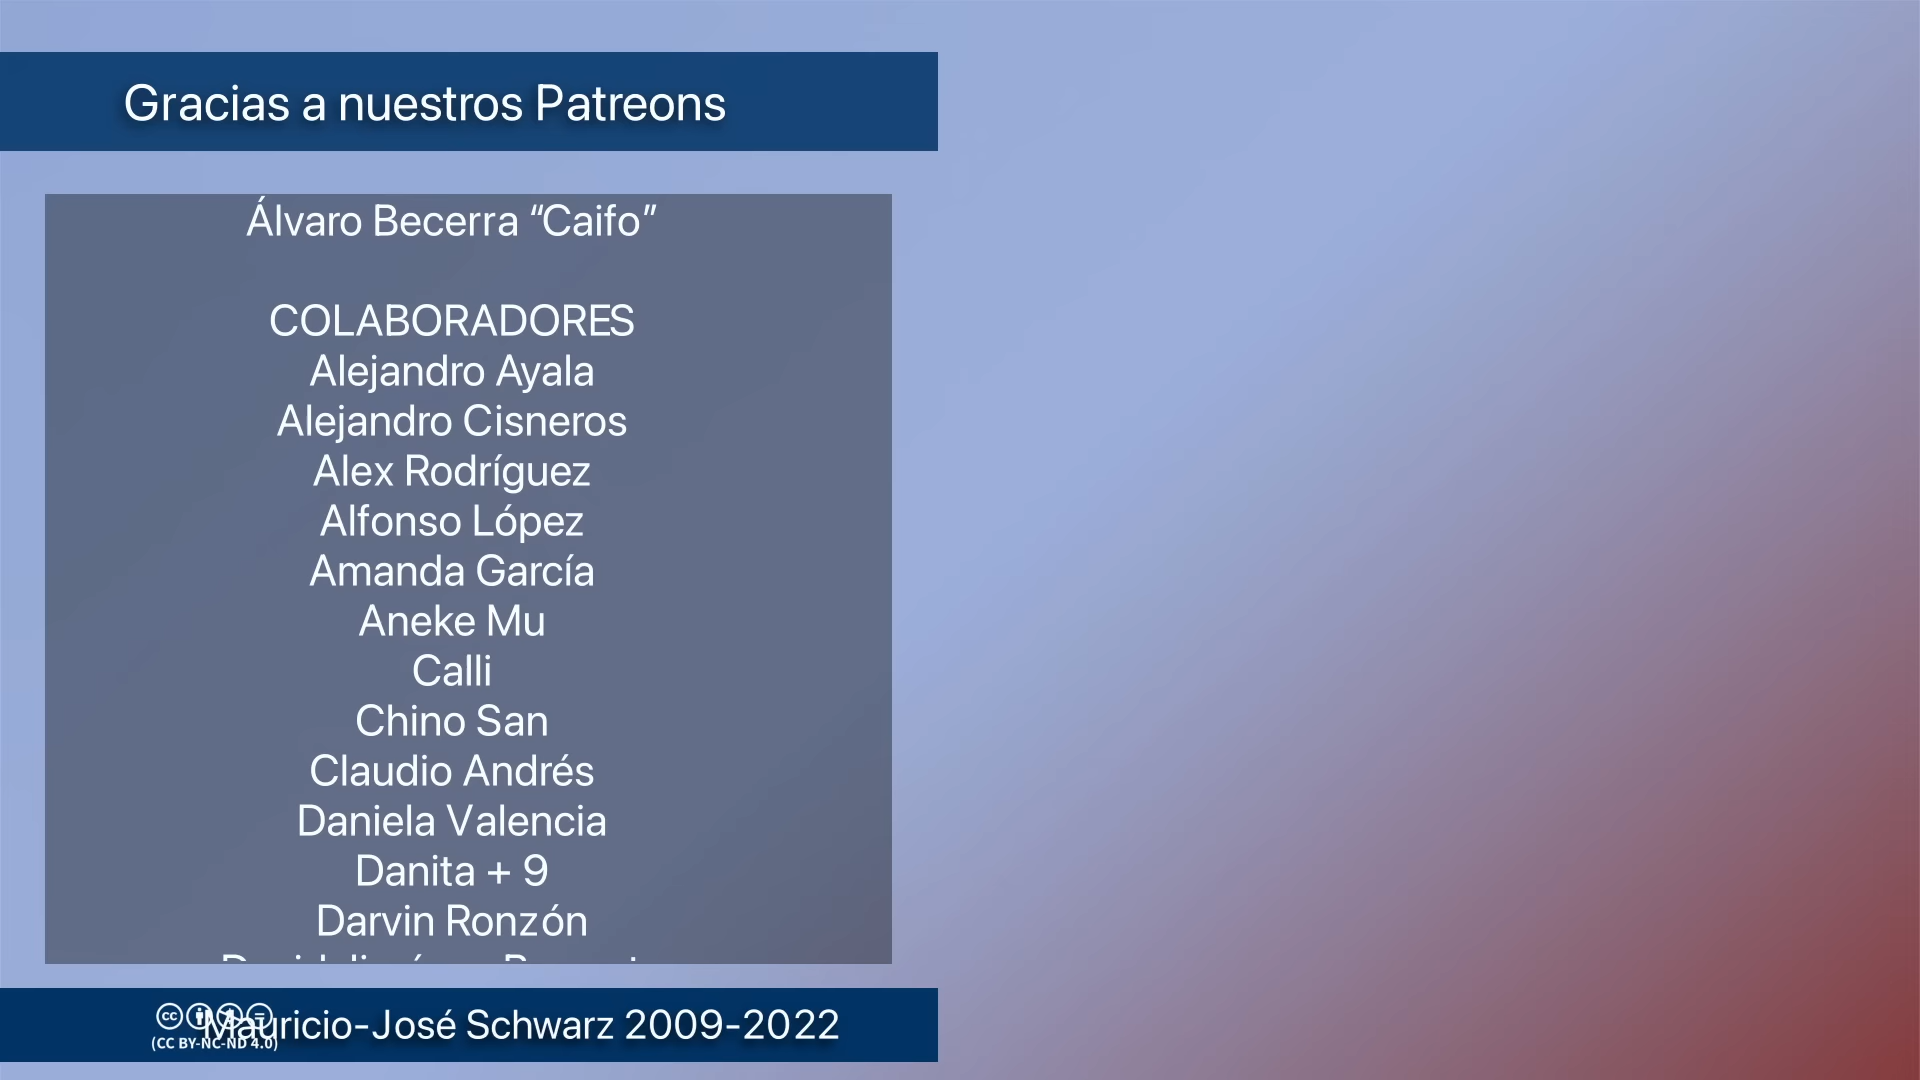 Gracias a nuestros Patreons
Álvaro Becerra “Caifo”
COLABORADORES
Alejandro Ayala
Alejandro Cisneros
Alex Rodríguez
Alfonso López
Amanda García
Aneke Mu
Calli
Chino San
Claudio Andrés
Daniela Valencia
Danita + 9
Darvin Ronzón
Mauricio-José Schwarz 2009-2022
(CC BY-NC-ND 4.0)